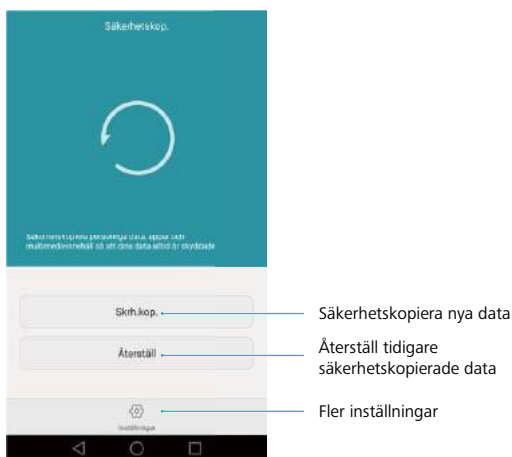 Säkerhetskop.
Säkerhetskopiera personliga data, appar och
multimedieinnehåll så att dina data alltid är skyddade
Skrh.kop.
Säkerhetskopiera nya data
Återställ
Återställ tidigare
säkerhetskopierade data
Inställningar
Fler inställningar